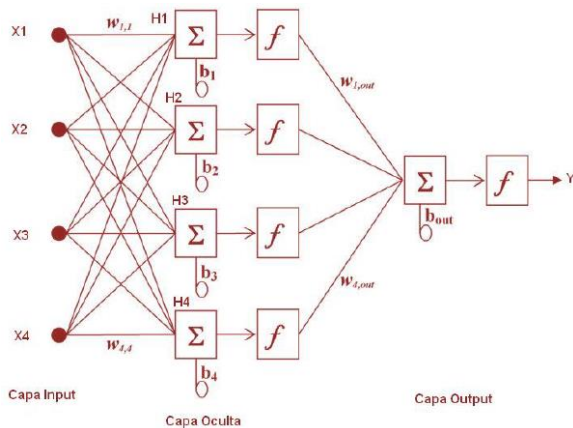 X1
w1,1
H1
Σ
f
b1
w1,out
X2
H2
Σ
f
b2
Σ
f
Y
bout
X3
H3
Σ
f
b3
w4,out
X4
H4
Σ
f
w4,4
b4
Capa Input
Capa Oculta
Capa Output